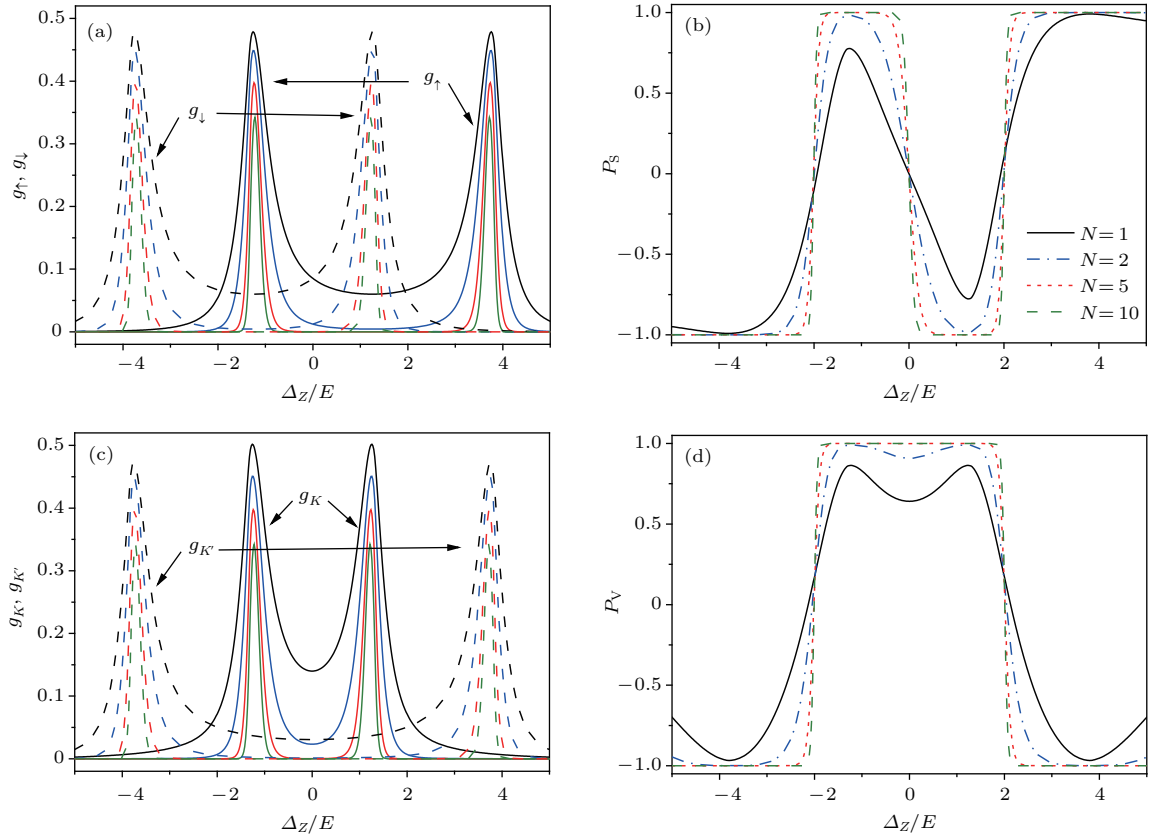 (a)
0.5
0.4
0.3
0.2
0.1
0
g↑, g↓
g↑
g↓
−4 −2 0 2 4
ΔZ/E
(b)
1.0
0.5
0
−0.5
−1.0
PS
N=1
N=2
N=5
N=10
−4 −2 0 2 4
ΔZ/E
(c)
0.5
0.4
0.3
0.2
0.1
0
gK, gK′
gK
gK′
−4 −2 0 2 4
ΔZ/E
(d)
1.0
0.5
0
−0.5
−1.0
PV
−4 −2 0 2 4
ΔZ/E